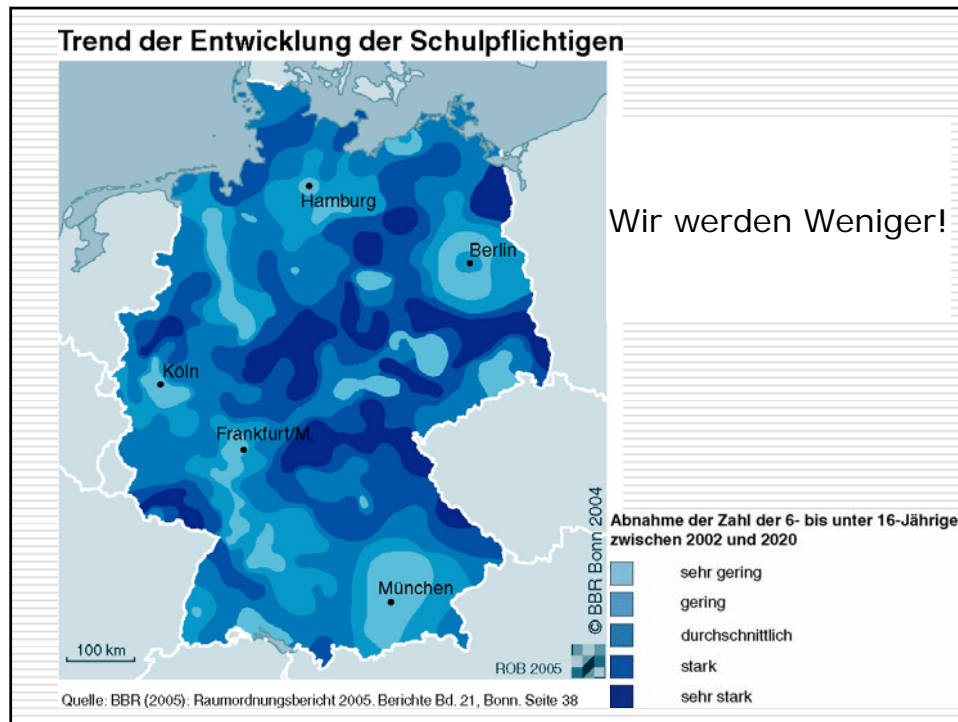 Trend der Entwicklung der Schulpflichtigen
Wir werden Weniger!
Hamburg
Berlin
Köln
Frankfurt/M.
München
100 km
ROB 2005
© BBR Bonn 2004
Abnahme der Zahl der 6- bis unter 16-Jährige
zwischen 2002 und 2020
sehr gering
gering
durchschnittlich
stark
sehr stark
Quelle: BBR (2005): Raumordnungsbericht 2005. Berichte Bd. 21, Bonn. Seite 38